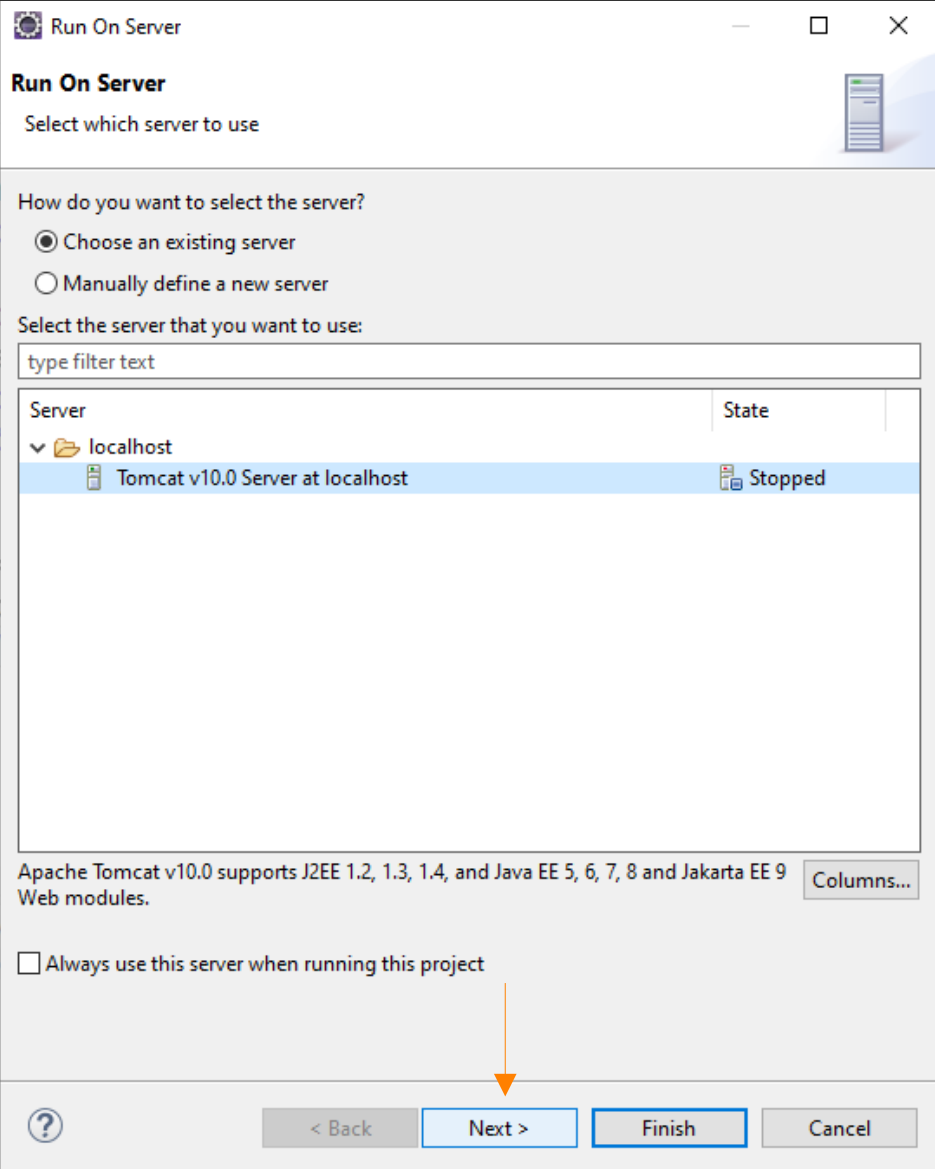 Run On Server
Run On Server
Select which server to use
How do you want to select the server?
Choose an existing server
Manually define a new server
Select the server that you want to use:
type filter text
Server State
localhost
Tomcat v10.0 Server at localhost Stopped
Apache Tomcat v10.0 supports J2EE 1.2, 1.3, 1.4, and Java EE 5, 6, 7, 8 and Jakarta EE 9
Web modules.
Columns...
Always use this server when running this project
? < Back Next > Finish Cancel